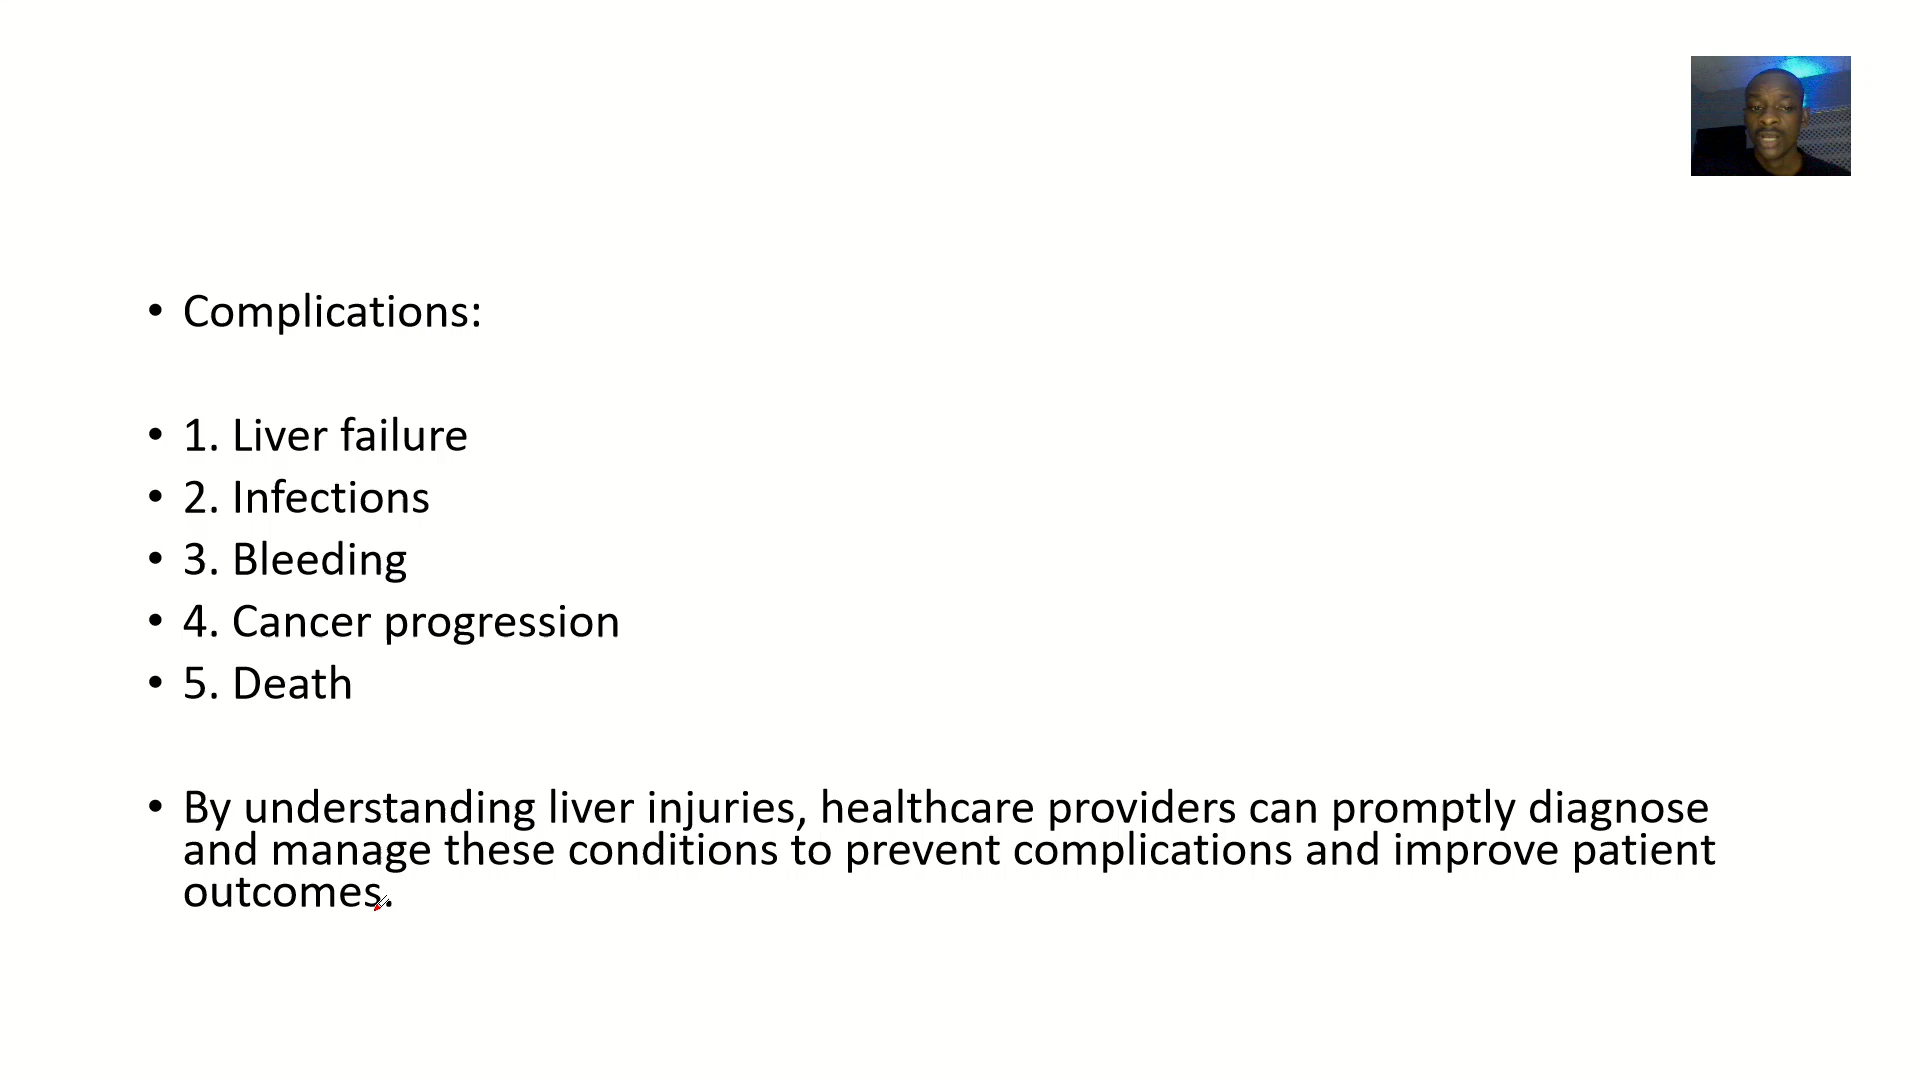 • Complications:
• 1. Liver failure
• 2. Infections
• 3. Bleeding
• 4. Cancer progression
• 5. Death
• By understanding liver injuries, healthcare providers can promptly diagnose
and manage these conditions to prevent complications and improve patient
outcomes.